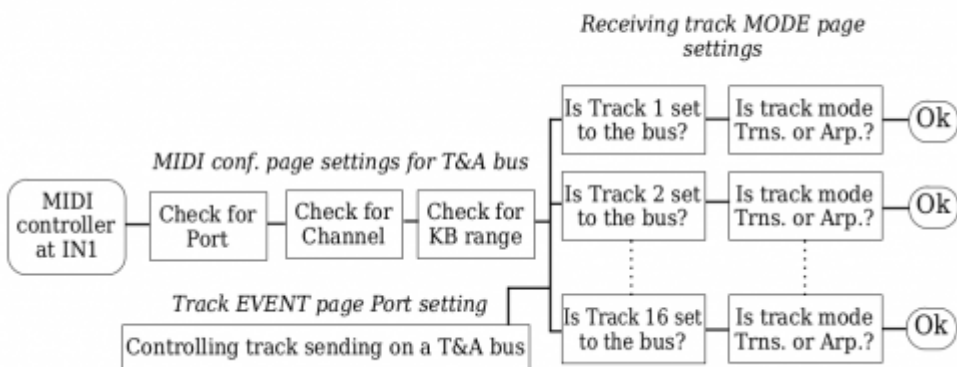 Receiving track MODE page
settings
Is Track 1 set
to the bus?
Is track mode
Trns. or Arp.?
Ok
MIDI conf. page settings for T&A bus
MIDI
controller
at IN1
Check for
Port
Check for
Channel
Check for
KB range
Is Track 2 set
to the bus?
Is track mode
Trns. or Arp.?
Ok
Track EVENT page Port setting
Controlling track sending on a T&A bus
Is Track 16 set
to the bus?
Is track mode
Trns. or Arp.?
Ok